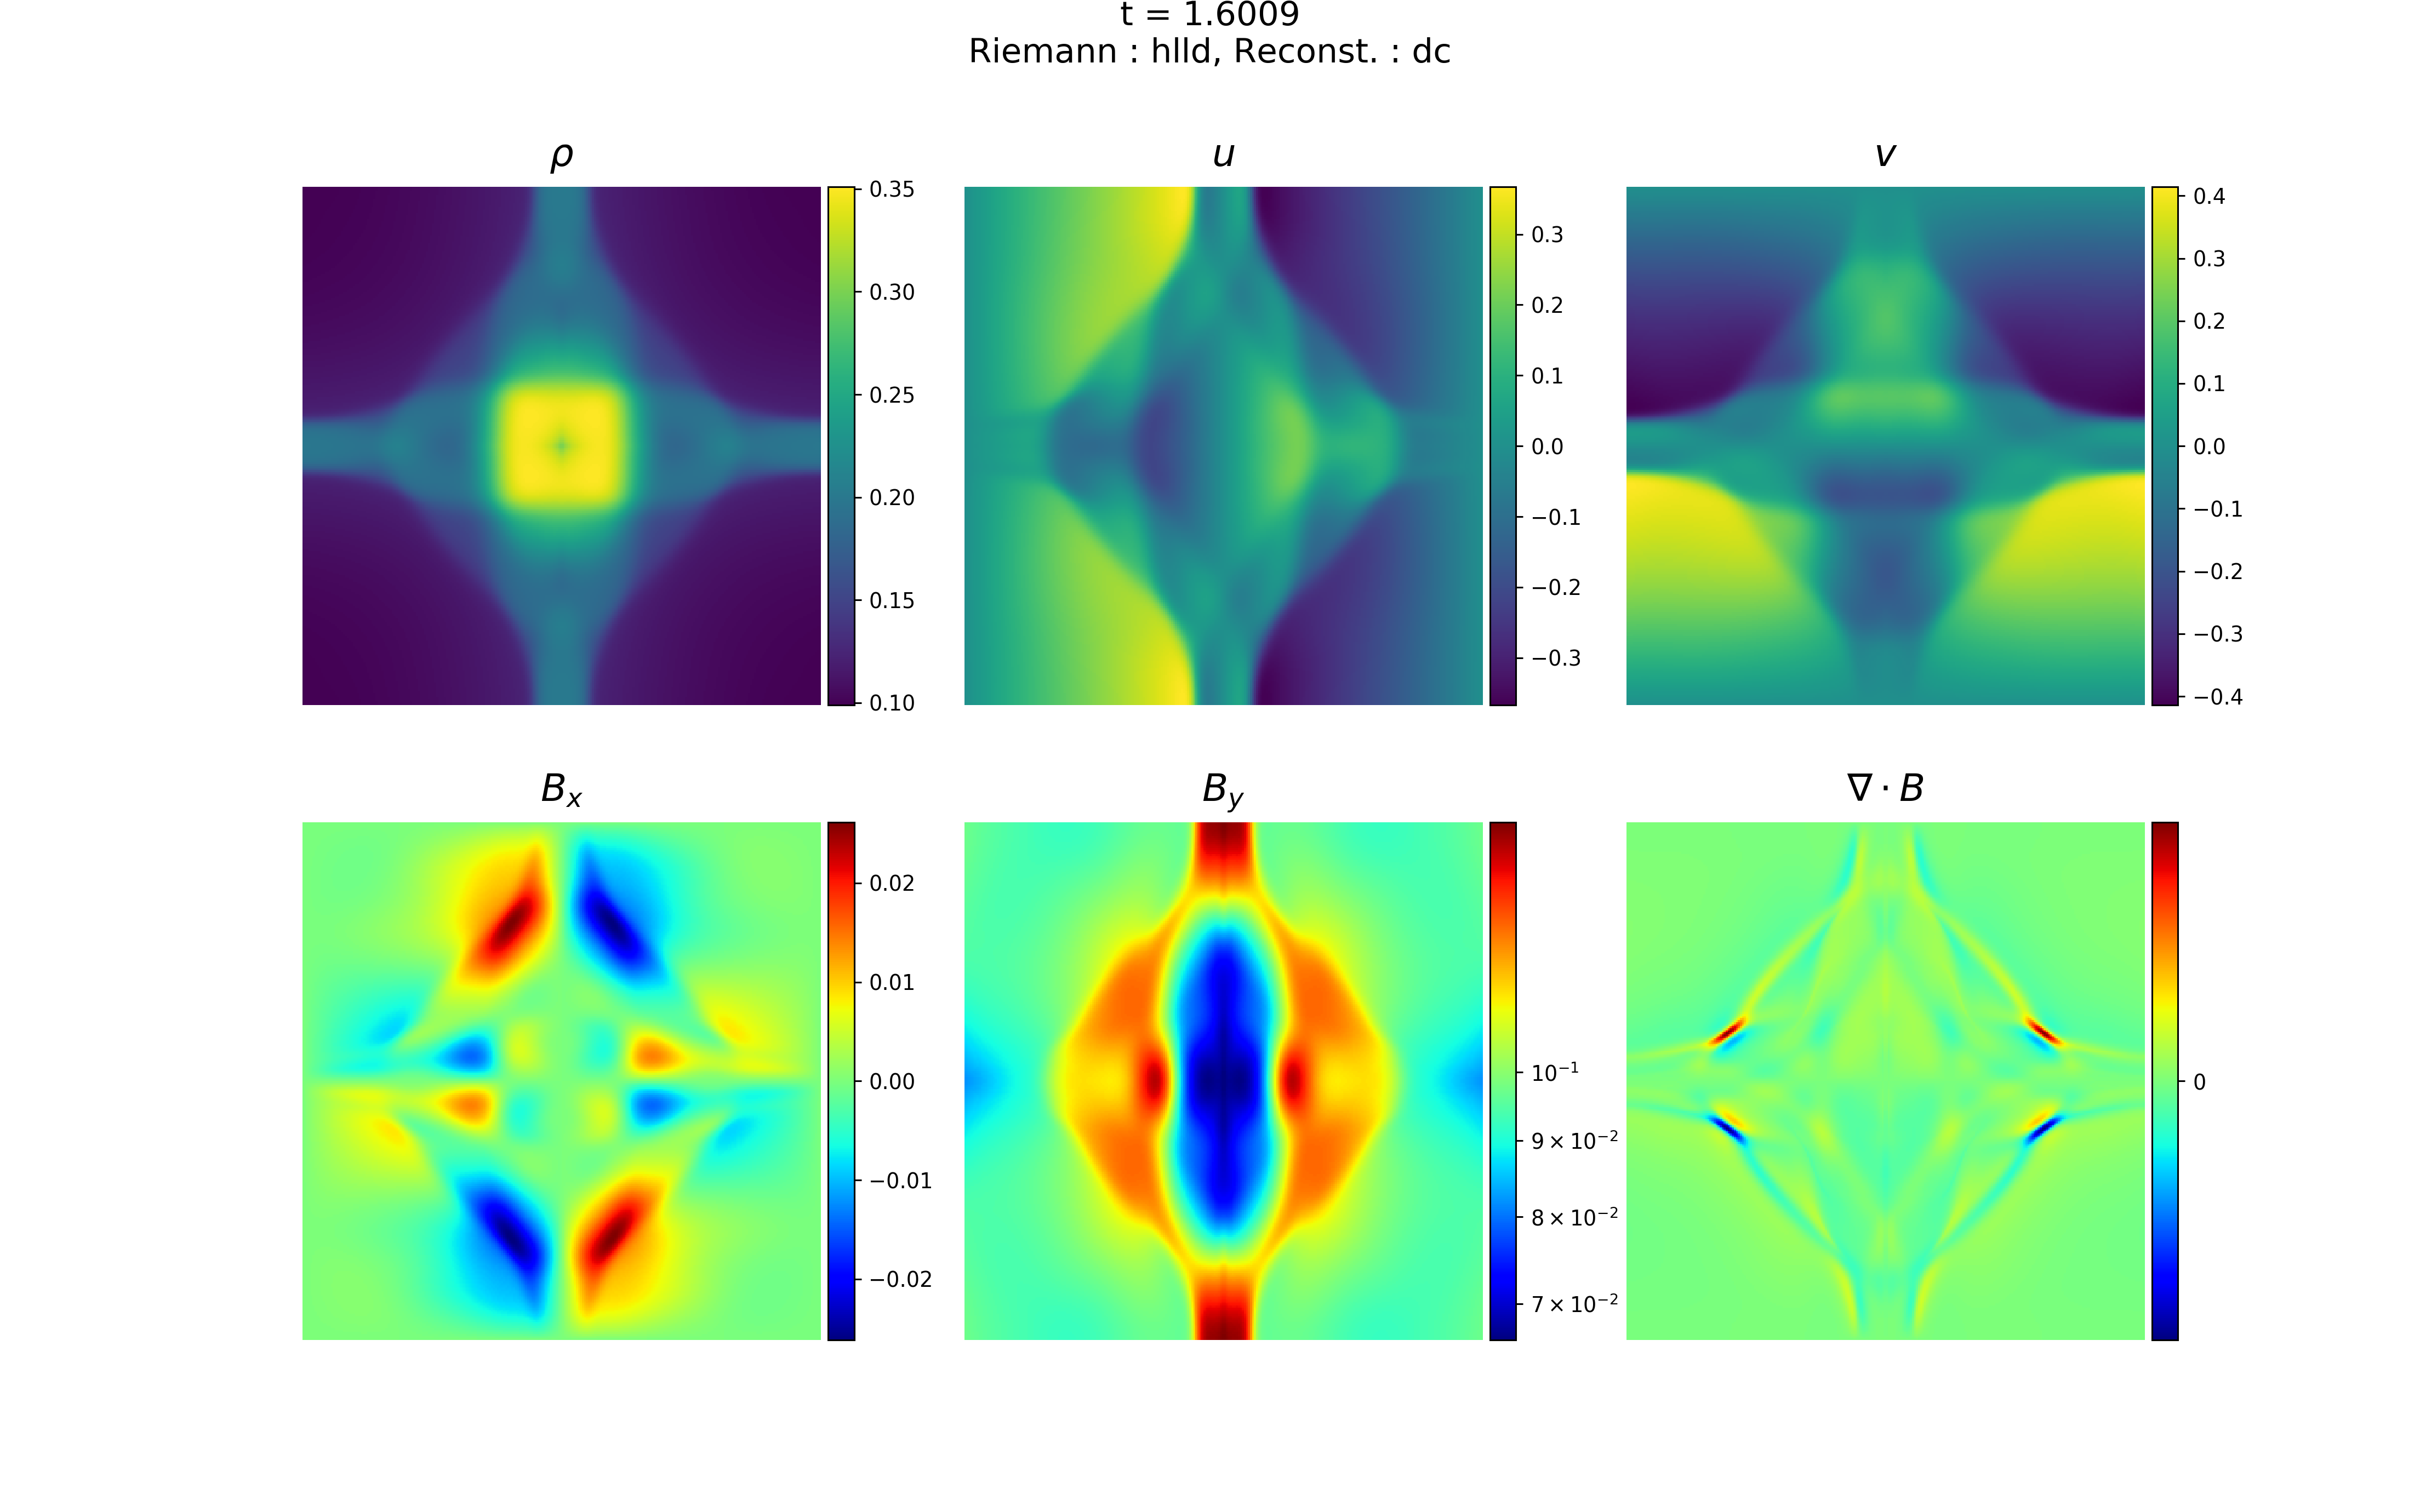 t = 1.6009
Riemann : hlld, Reconst. : dc
ρ
u
v
0.35
0.30
0.25
0.20
0.15
0.10
0.3
0.2
0.1
0.0
−0.1
−0.2
−0.3
0.4
0.3
0.2
0.1
0.0
−0.1
−0.2
−0.3
−0.4
Bₓ
B_y
∇ · B
0.02
0.01
0.00
−0.01
−0.02
10⁻¹
9 × 10⁻²
8 × 10⁻²
7 × 10⁻²
0